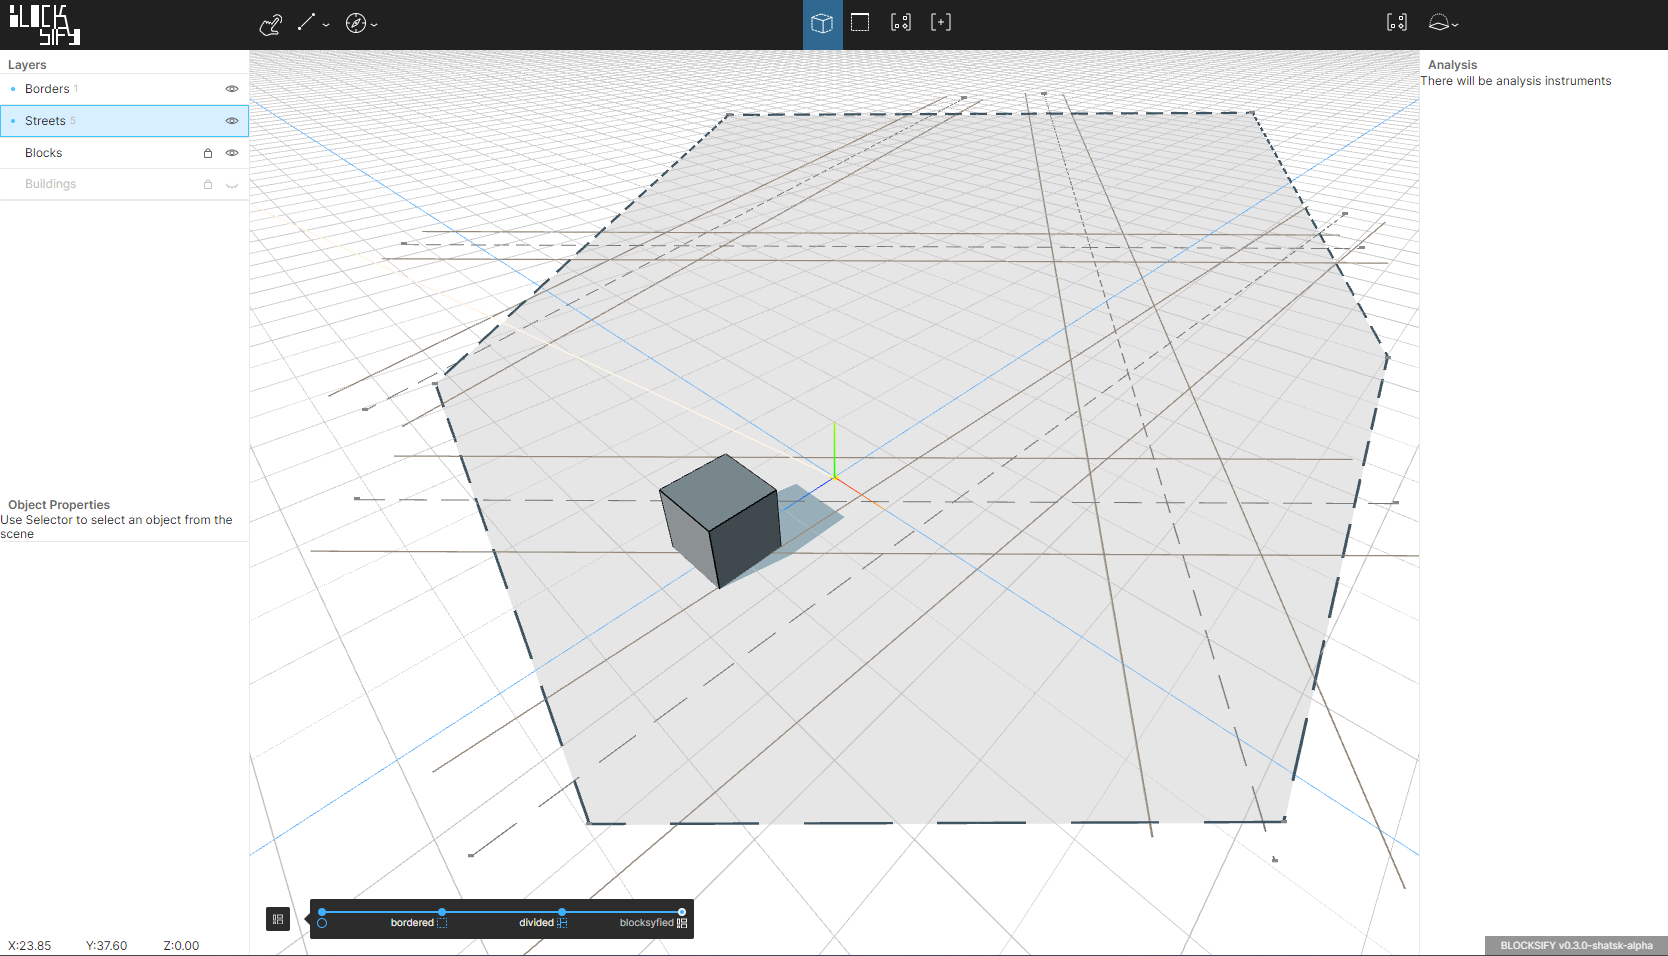 BLOCK
SIFY
Layers
Borders 1
Streets 5
Blocks
Buildings
Object Properties
Use Selector to select an object from the
scene
Analysis
There will be analysis instruments
bordered
divided
blocksyfied
X:23.85 Y:37.60 Z:0.00
BLOCKSIFY v0.3.0-shatsk-alpha